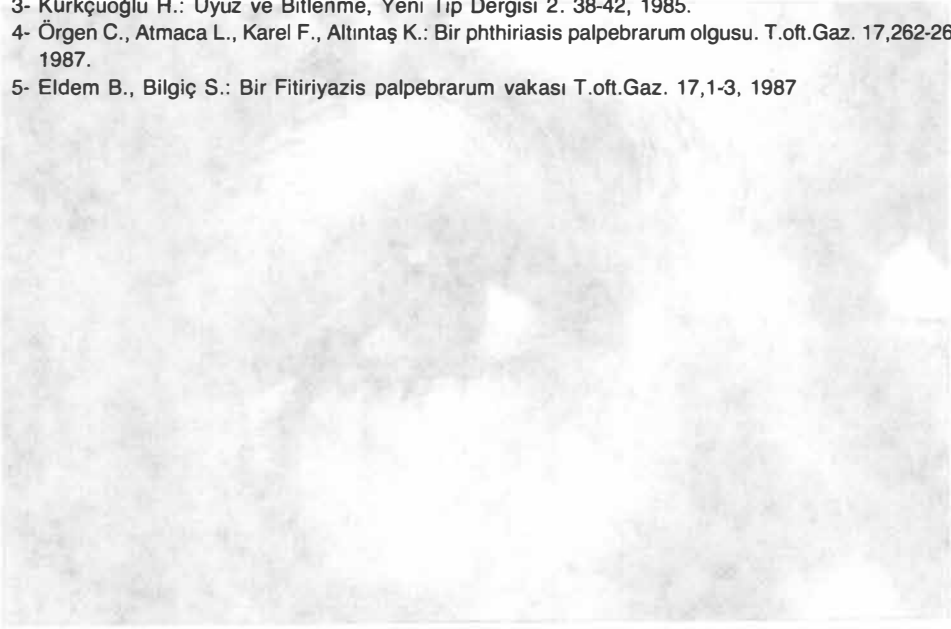 3- Kürkçüoğlu H.: Uyuz ve Bitlenme, Yeni Tıp Dergisi 2. 38-42, 1985.
4- Örgen C., Atmaca L., Karel F., Altıntaş K.: Bir phthiriasis palpebrarum olgusu. T.oft.Gaz. 17,262-26
1987.
5- Eldem B., Bilgiç S.: Bir Fitiriyazis palpebrarum vakası T.oft.Gaz. 17,1-3, 1987